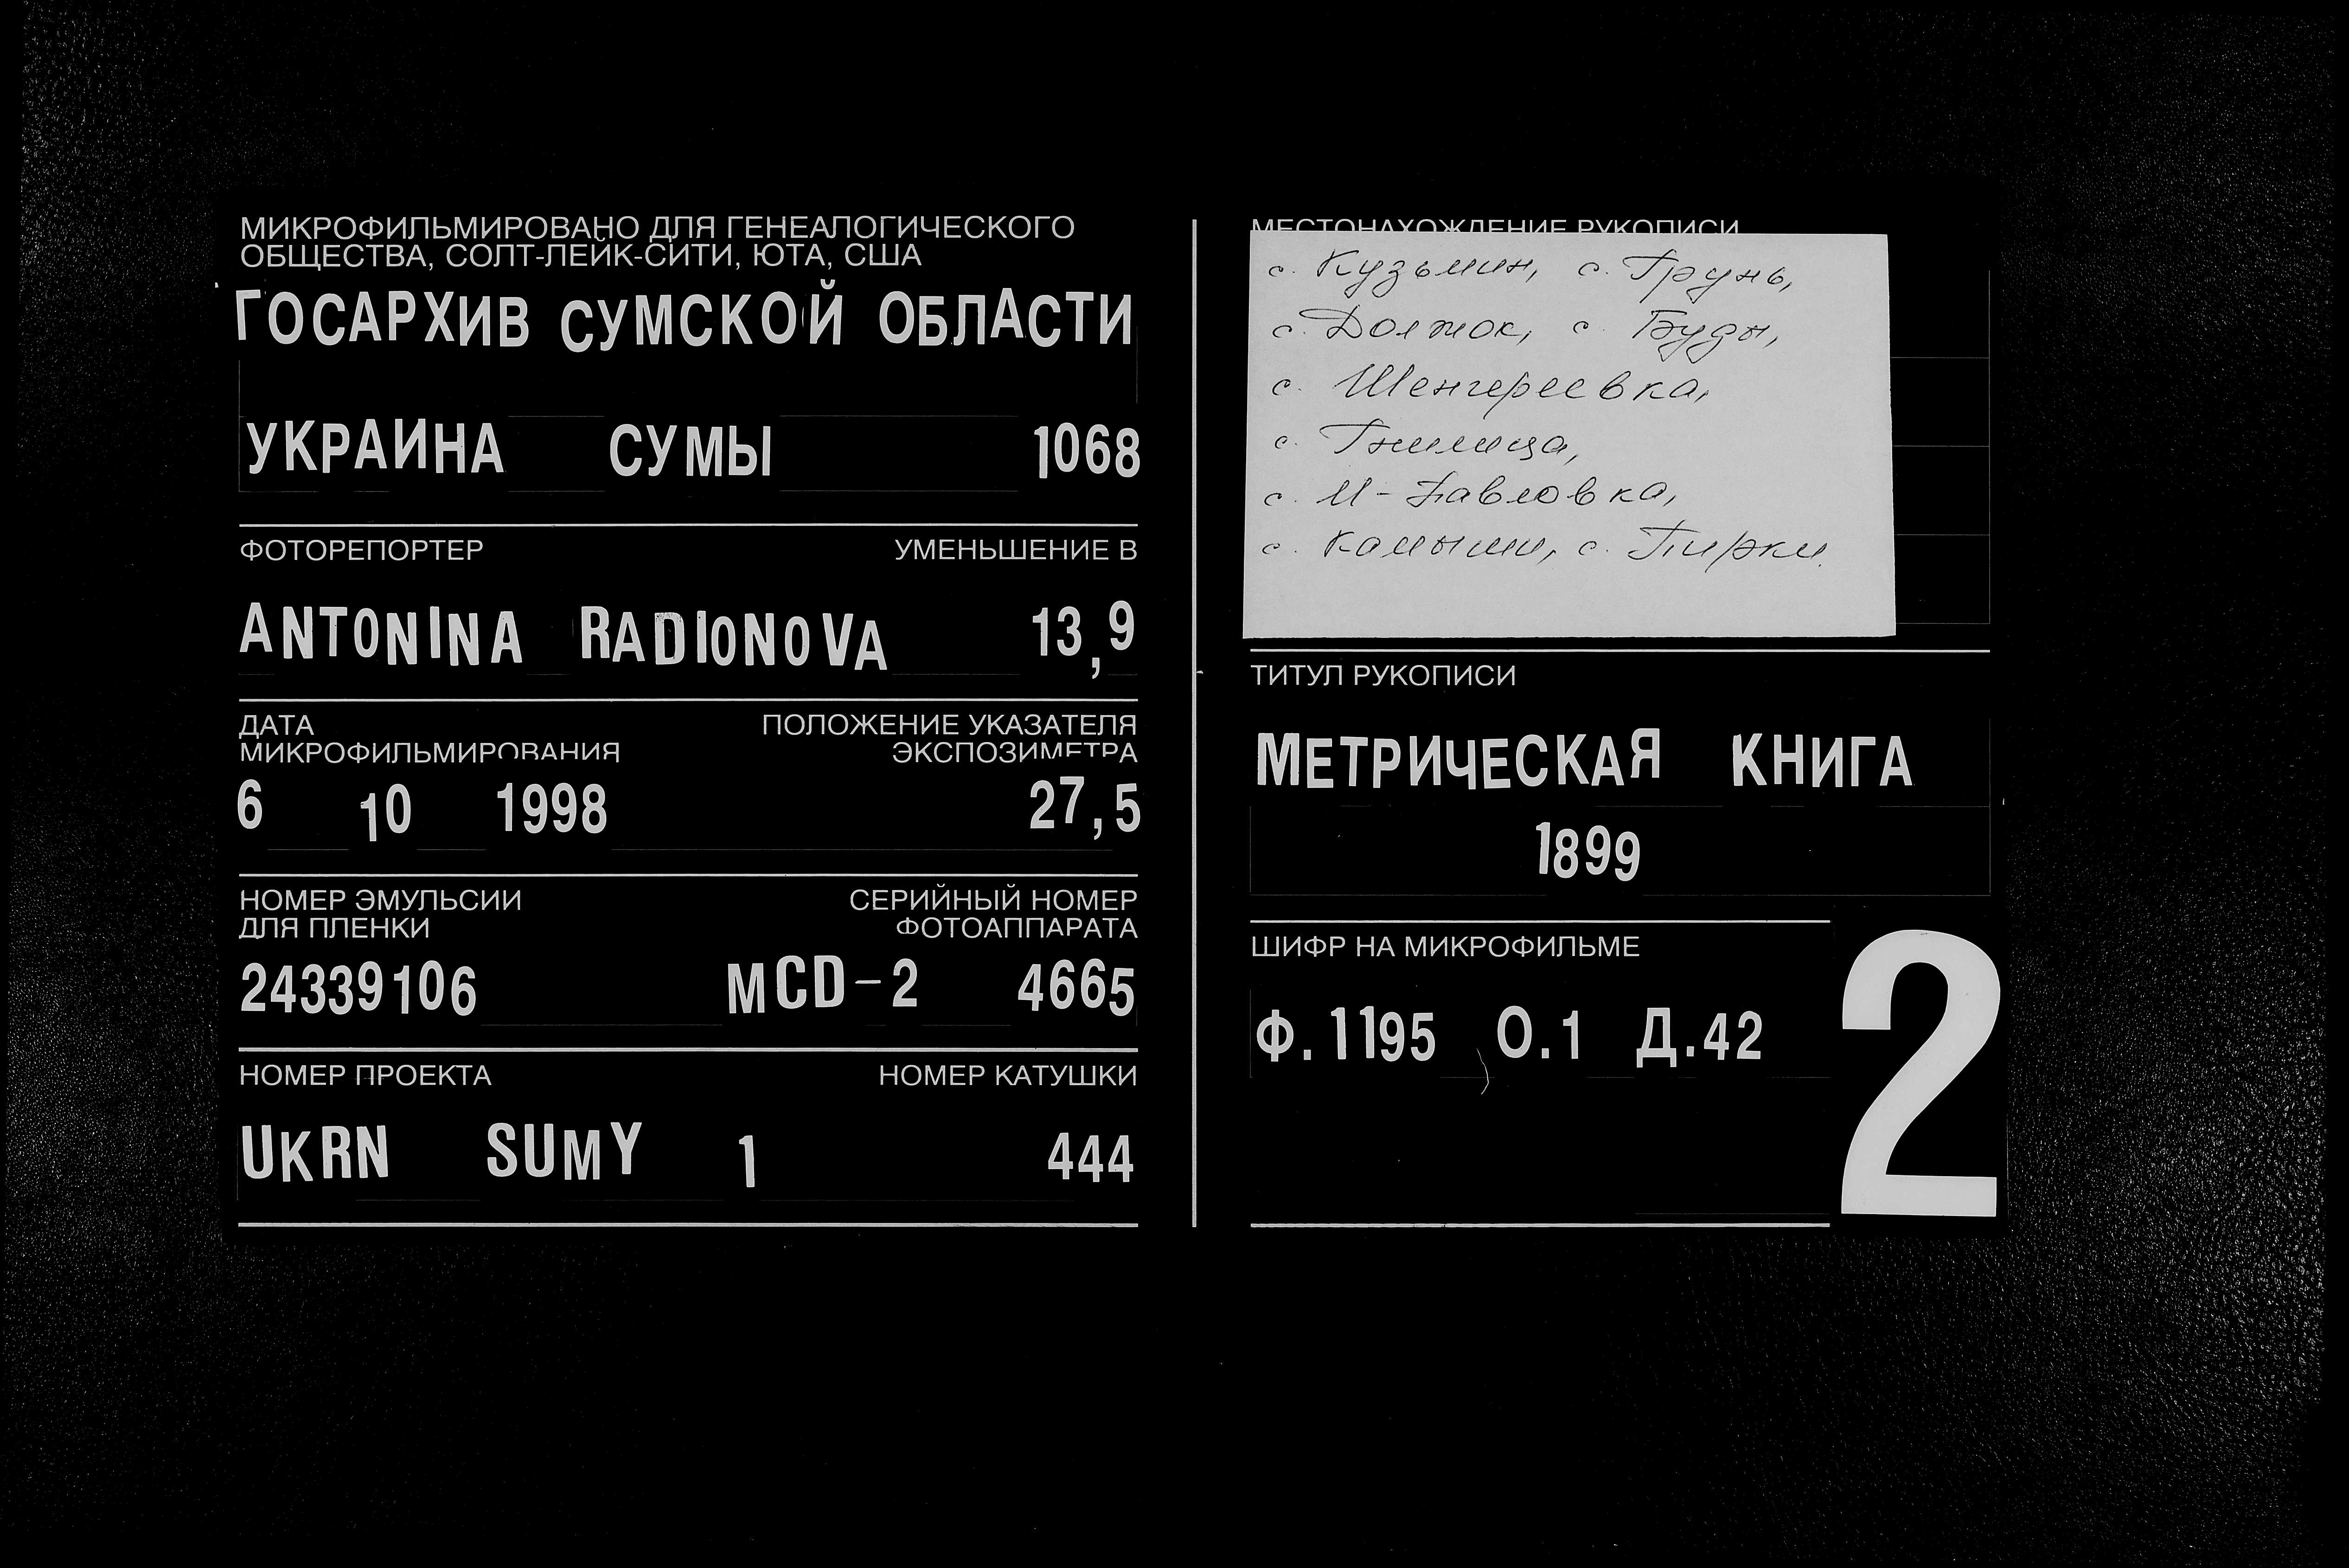 МИКРОФИЛЬМИРОВАНО ДЛЯ ГЕНЕАЛОГИЧЕСКОГО
ОБЩЕСТВА, СОЛТ-ЛЕЙК-СИТИ, ЮТА, США
ГОСАРХИВ СУМСКОЙ ОБЛАСТИ
УКРАИНА СУМЫ 1068
ФОТОРЕПОРТЕР УМЕНЬШЕНИЕ В
ANTONINA RADIONOVA 13,9
ДАТА ПОЛОЖЕНИЕ УКАЗАТЕЛЯ
МИКРОФИЛЬМИРОВАНИЯ ЭКСПОЗИМЕТРА
6 10 1998 27,5
НОМЕР ЭМУЛЬСИИ СЕРИЙНЫЙ НОМЕР
ДЛЯ ПЛЕНКИ ФОТОАППАРАТА
24339106 MCD-2 4665
НОМЕР ПРОЕКТА НОМЕР КАТУШКИ
UKRN SUMY 1 444
МЕСТОНАХОЖДЕНИЕ РУКОПИСИ
с. Кузьмин, с. Грунь,
с. Должок, с. Буды,
с. Шенгереевка,
с. Гнилица,
с. И-Павловка,
с. Камыши, с. Пирки.
ТИТУЛ РУКОПИСИ
МЕТРИЧЕСКАЯ КНИГА
1899
ШИФР НА МИКРОФИЛЬМЕ
Ф.1195 О.1 Д.42
2